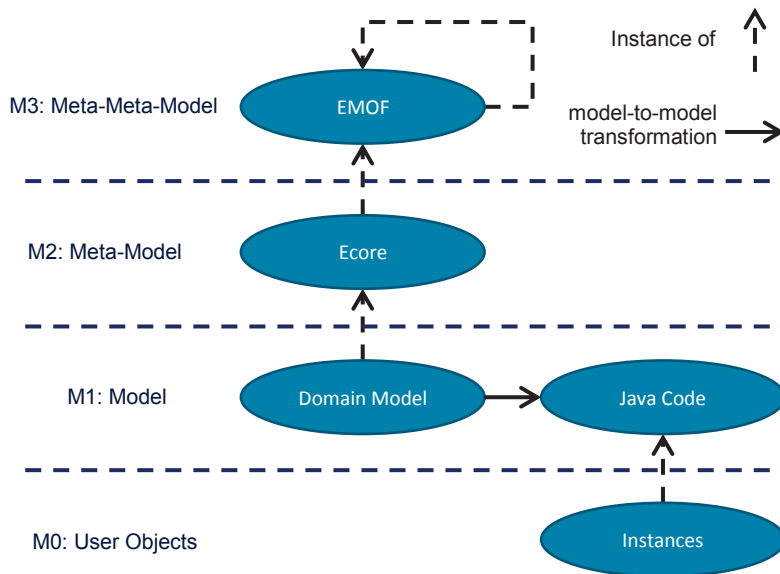 Instance of
M3: Meta-Meta-Model
EMOF
model-to-model
transformation
M2: Meta-Model
Ecore
M1: Model
Domain Model
Java Code
M0: User Objects
Instances